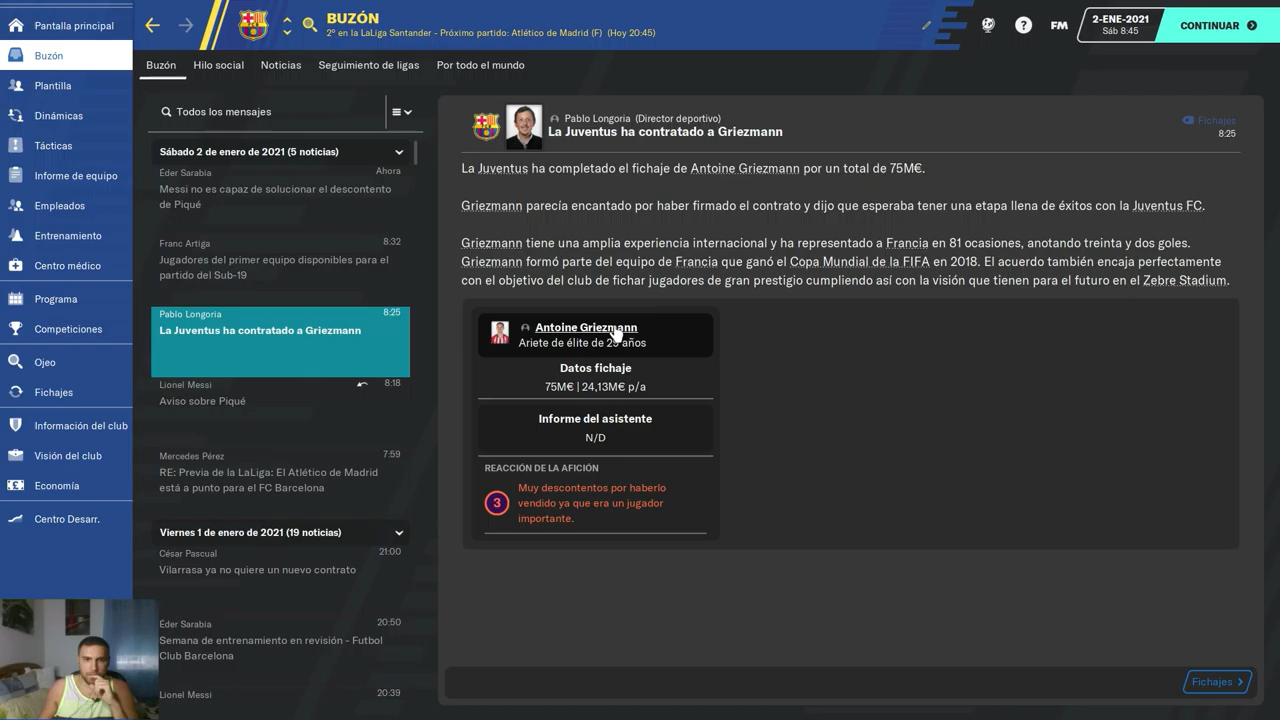 Pantalla principal
Buzón
Plantilla
Dinámicas
Tácticas
Informe de equipo
Empleados
Entrenamiento
Centro médico
Programa
Competiciones
Ojeo
Fichajes
Información del club
Visión del club
Economía
Centro Desarr.
BUZÓN
2º en la LaLiga Santander - Próximo partido: Atlético de Madrid (F) (Hoy 20:45)
FM
2-ENE-2021
Sáb 8:45
CONTINUAR
Buzón
Hilo social
Noticias
Seguimiento de ligas
Por todo el mundo
Todos los mensajes
Sábado 2 de enero de 2021 (5 noticias)
Éder Sarabia
Ahora
Messi no es capaz de solucionar el descontento
de Piqué
Franc Artiga
8:32
Jugadores del primer equipo disponibles para el
partido del Sub-19
Pablo Longoria
8:25
La Juventus ha contratado a Griezmann
Lionel Messi
8:18
Aviso sobre Piqué
Mercedes Pérez
7:59
RE: Previa de la LaLiga: El Atlético de Madrid
está a punto para el FC Barcelona
Viernes 1 de enero de 2021 (19 noticias)
César Pascual
21:00
Vilarrasa ya no quiere un nuevo contrato
Éder Sarabia
20:50
Semana de entrenamiento en revisión - Futbol
Club Barcelona
Lionel Messi
20:39
Pablo Longoria (Director deportivo)
La Juventus ha contratado a Griezmann
Fichajes
8:25
La Juventus ha completado el fichaje de Antoine Griezmann por un total de 75M€.
Griezmann parecía encantado por haber firmado el contrato y dijo que esperaba tener una etapa llena de éxitos con la Juventus FC.
Griezmann tiene una amplia experiencia internacional y ha representado a Francia en 81 ocasiones, anotando treinta y dos goles.
Griezmann formó parte del equipo de Francia que ganó el Copa Mundial de la FIFA en 2018. El acuerdo también encaja perfectamente
con el objetivo del club de fichar jugadores de gran prestigio cumpliendo así con la visión que tienen para el futuro en el Zebre Stadium.
Antoine Griezmann
Ariete de élite de 29 años
Datos fichaje
75M€ | 24,13M€ p/a
Informe del asistente
N/D
REACCIÓN DE LA AFICIÓN
3
Muy descontentos por haberlo
vendido ya que era un jugador
importante.
Fichajes